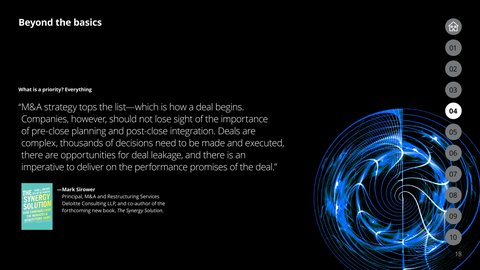 Beyond the basics
What is a priority? Everything
“M&A strategy tops the list—which is how a deal begins.
Companies, however, should not lose sight of the importance
of pre-close planning and post-close integration. Deals are
complex, thousands of decisions need to be made and executed,
there are opportunities for deal leakage, and there is an
imperative to deliver on the performance promises of the deal.”
—Mark Sirower
Principal, M&A and Restructuring Services
Deloitte Consulting LLP, and co-author of the
forthcoming new book, The Synergy Solution.
THE
SYNERGY
SOLUTION
01
02
03
04
05
06
07
08
09
10
18